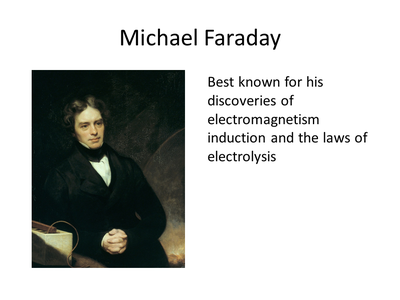 Michael Faraday
Best known for his
discoveries of
electromagnetism
induction and the laws of
electrolysis